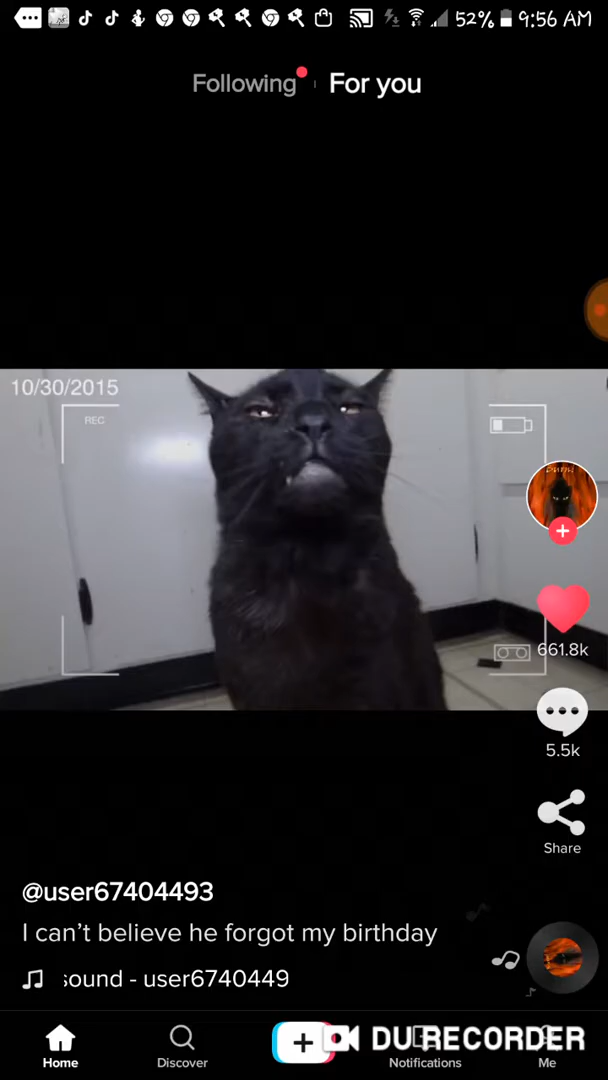 52% 9:56 AM
Following For you
10/30/2015
REC
661.8k
5.5k
Share
@user67404493
I can’t believe he forgot my birthday
sound - user6740449
DU RECORDER
Home Discover Notifications Me